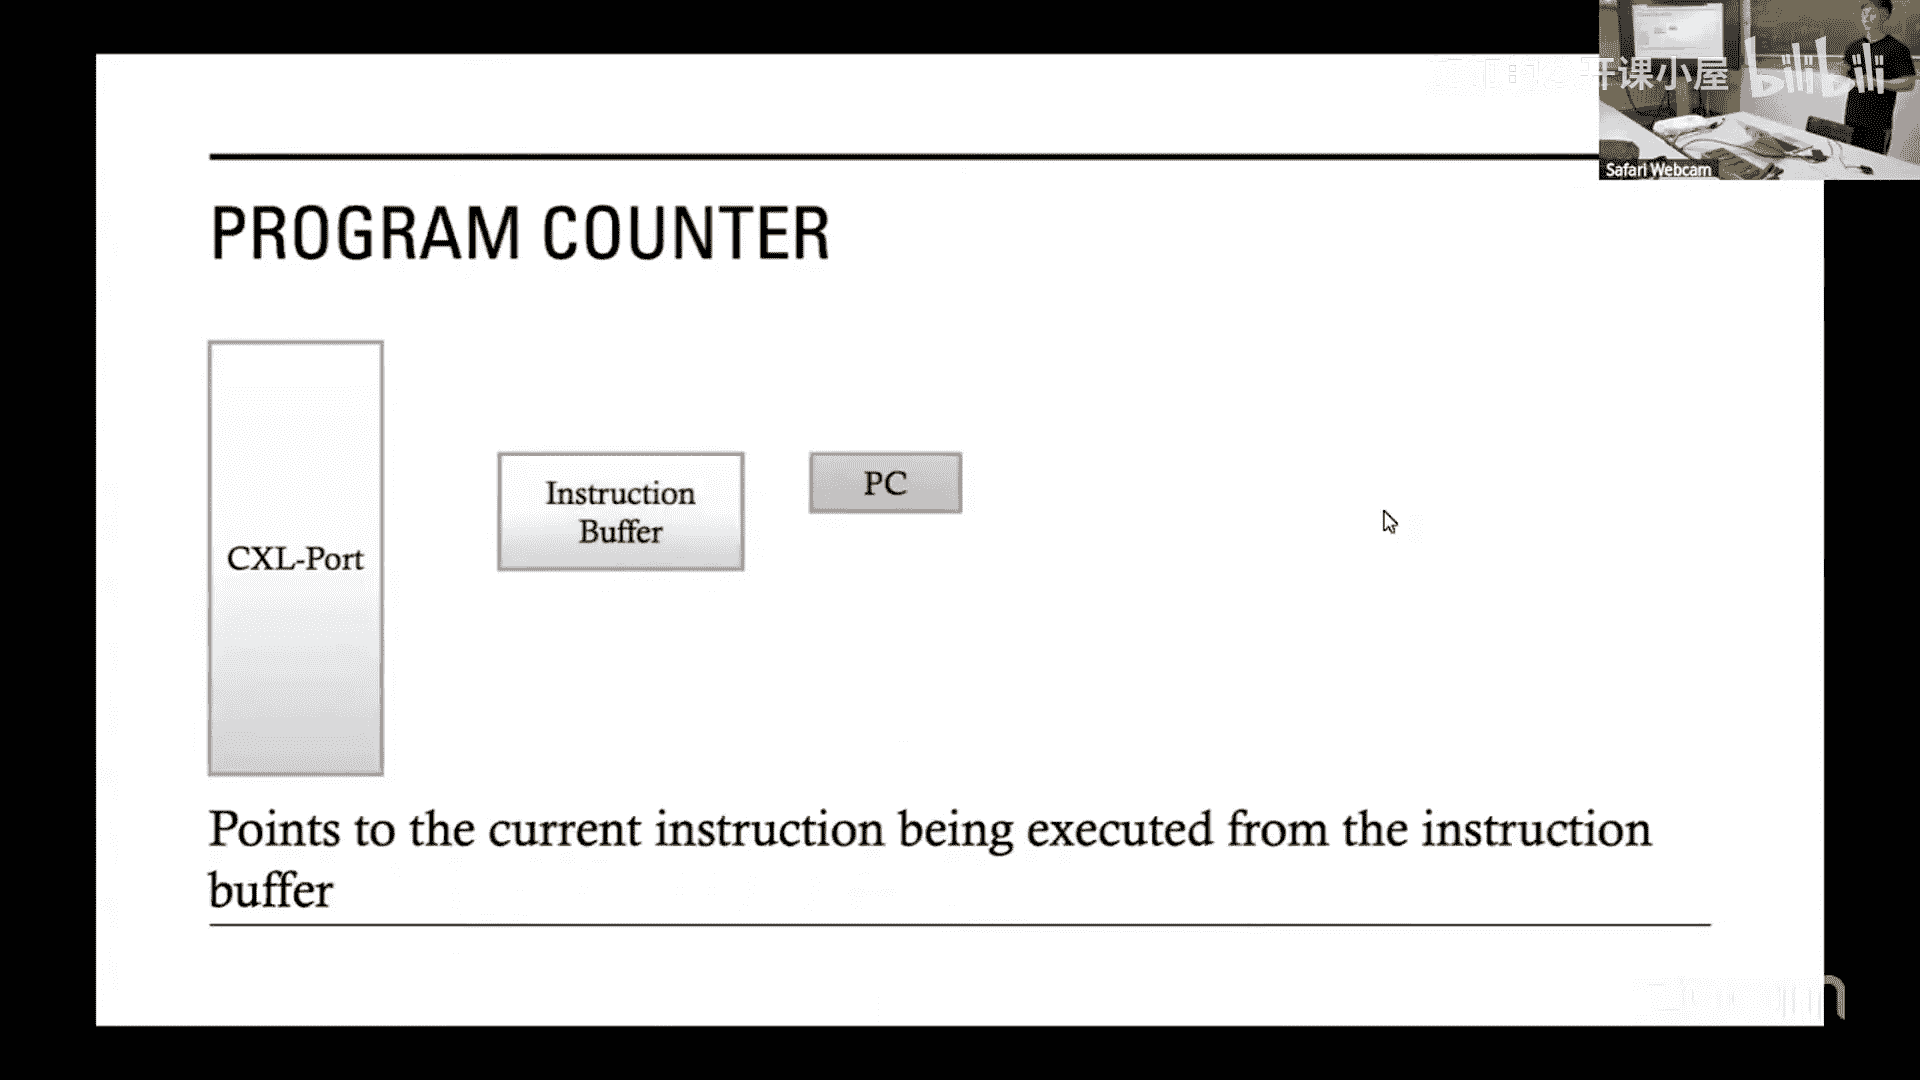 开课小屋 bilibili
Safari Webcam
PROGRAM COUNTER
CXL-Port
Instruction
Buffer
PC
Points to the current instruction being executed from the instruction
buffer